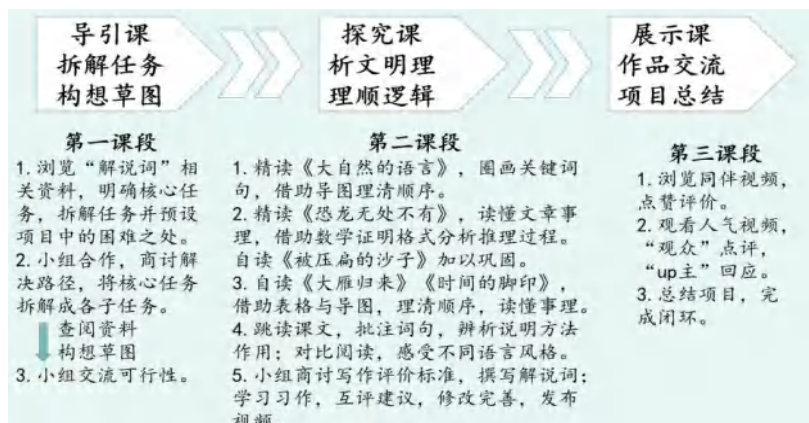 导引课
拆解任务
构想草图
探究课
析文明理
理顺逻辑
展示课
作品交流
项目总结
第一课段
1. 浏览“解说词”相
关资料，明确核心任
务，拆解任务并预设
项目中的困难之处。
2. 小组合作，商讨解
决路径，将核心任务
拆解成各子任务。
查阅资料
构想草图
3. 小组交流可行性。
第二课段
1. 精读《大自然的语言》，圈画关键词
句，借助导图理清顺序。
2. 精读《恐龙无处不有》，读懂文章事
理，借助数学证明格式分析推理过程。
自读《被压扁的沙子》加以巩固。
3. 自读《大雁归来》《时间的脚印》，
借助表格与导图，理清顺序，读懂事理。
4. 跳读课文，批注词句，辨析说明方法
作用；对比阅读，感受不同语言风格。
5. 小组商讨写作评价标准，撰写解说词；
学习习作，互评建议，修改完善，发布
视频
第三课段
1. 浏览同伴视频，
点赞评价。
2. 观看人气视频，
“观众”点评，
“up主”回应。
3. 总结项目，完
成闭环。